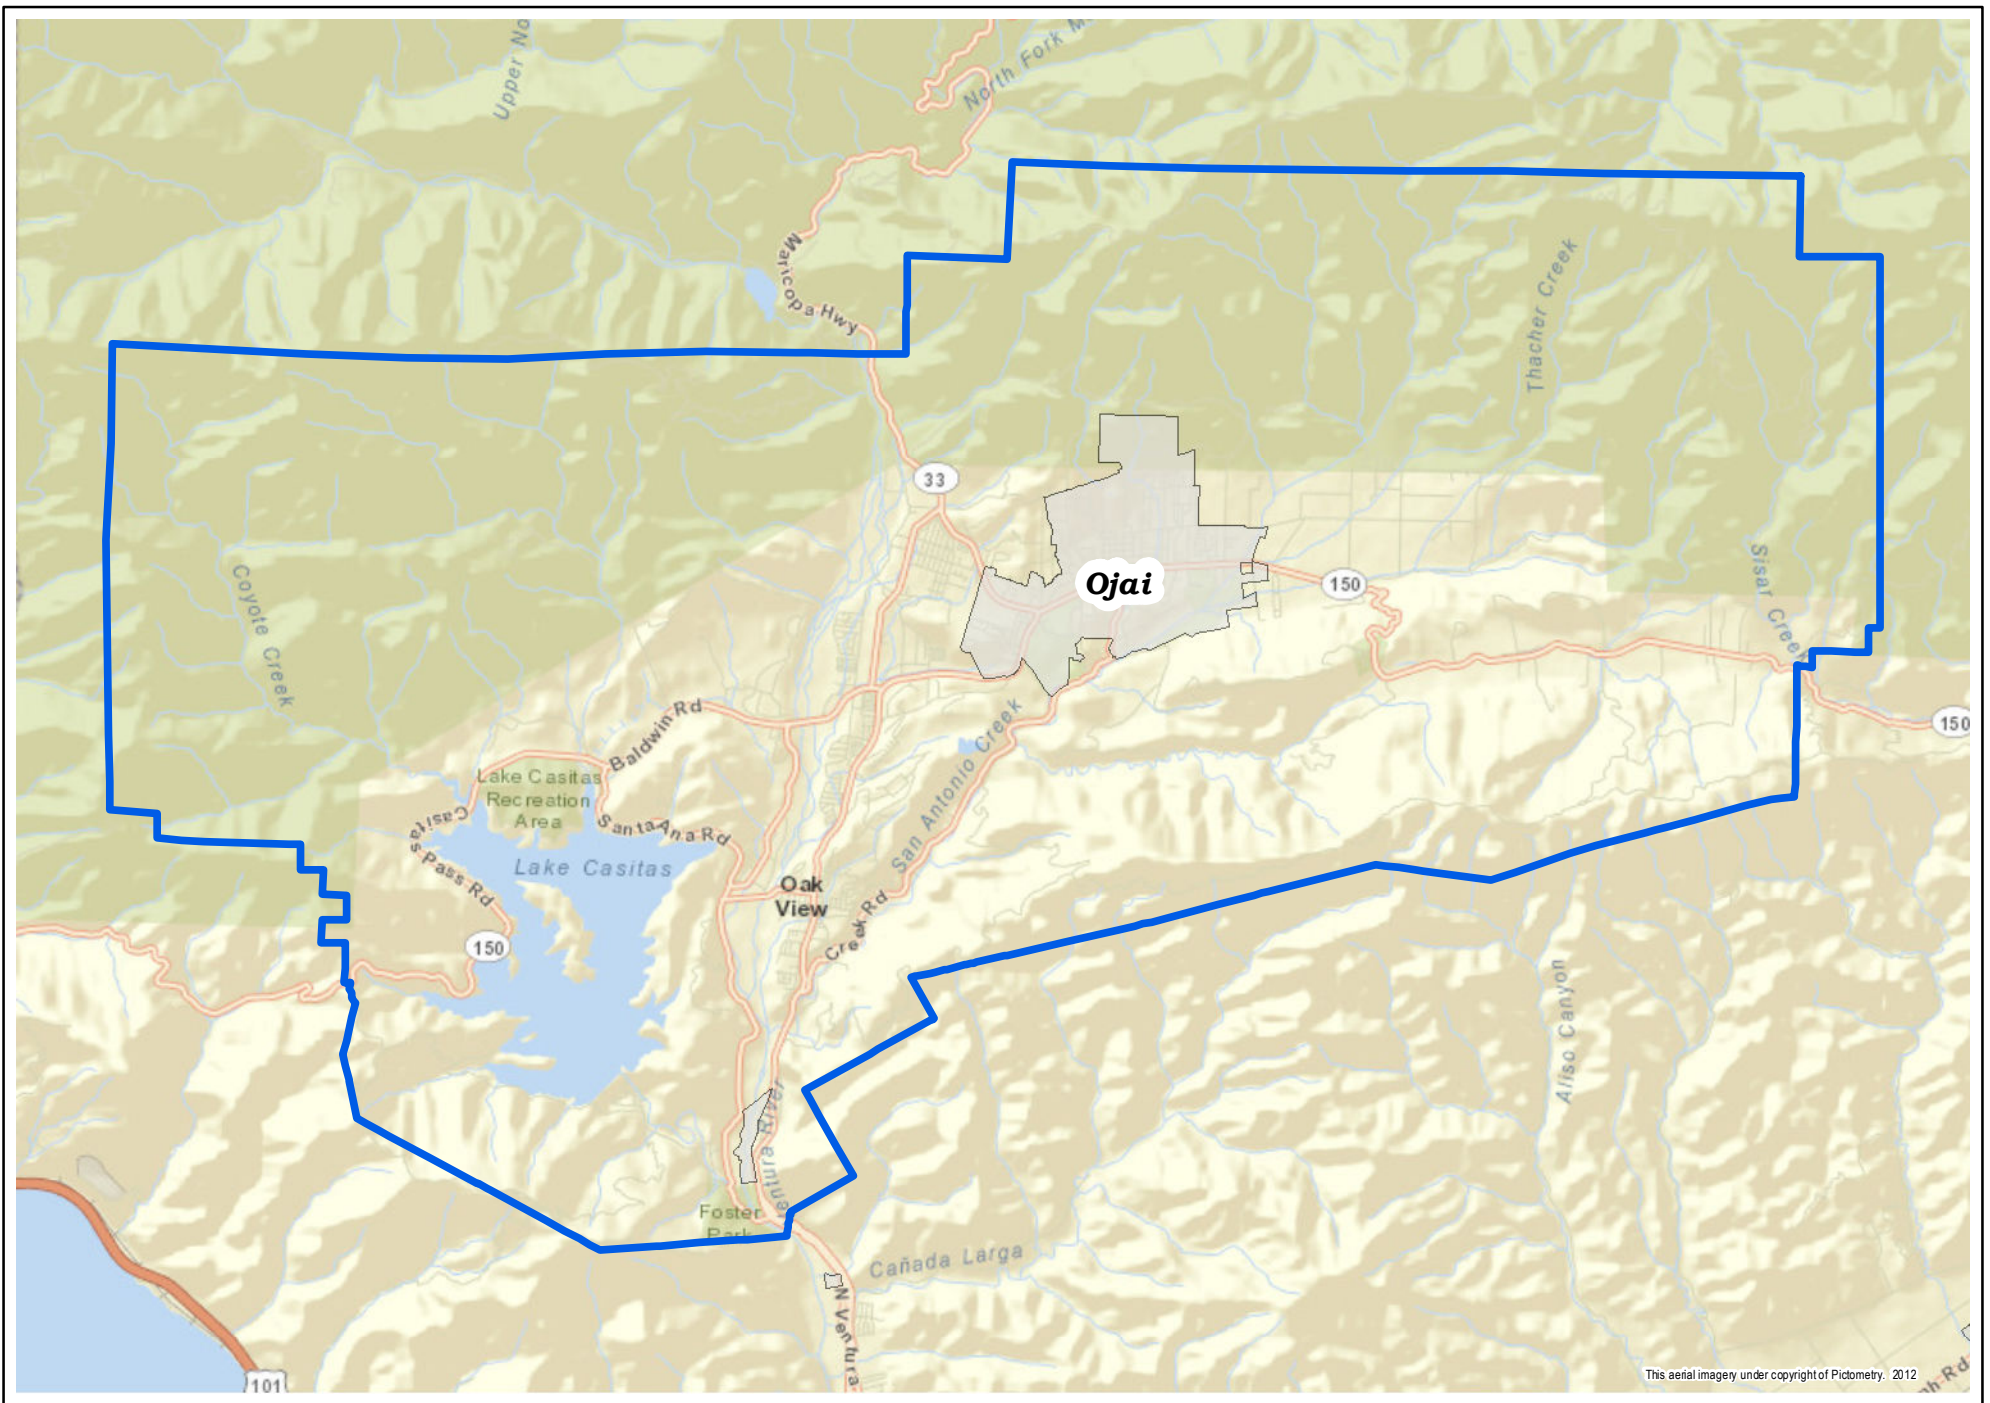 Upper No
North Fork M
Maricopa Hwy
Thacher Creek
33
Ojai
150
Sisar Creek
Coyote Creek
150
Baldwin Rd
San Antonio Creek
Lake Casitas
Recreation
Area
Casitas Pass Rd
Santa Ana Rd
Lake Casitas
Oak
View
Creek Rd
150
Aliso Canyon
Ventura River
Foster
Park
Cañada Larga
N Ventura
101
This aerial imagery under copyright of Pictometry. 2012
h-Rd